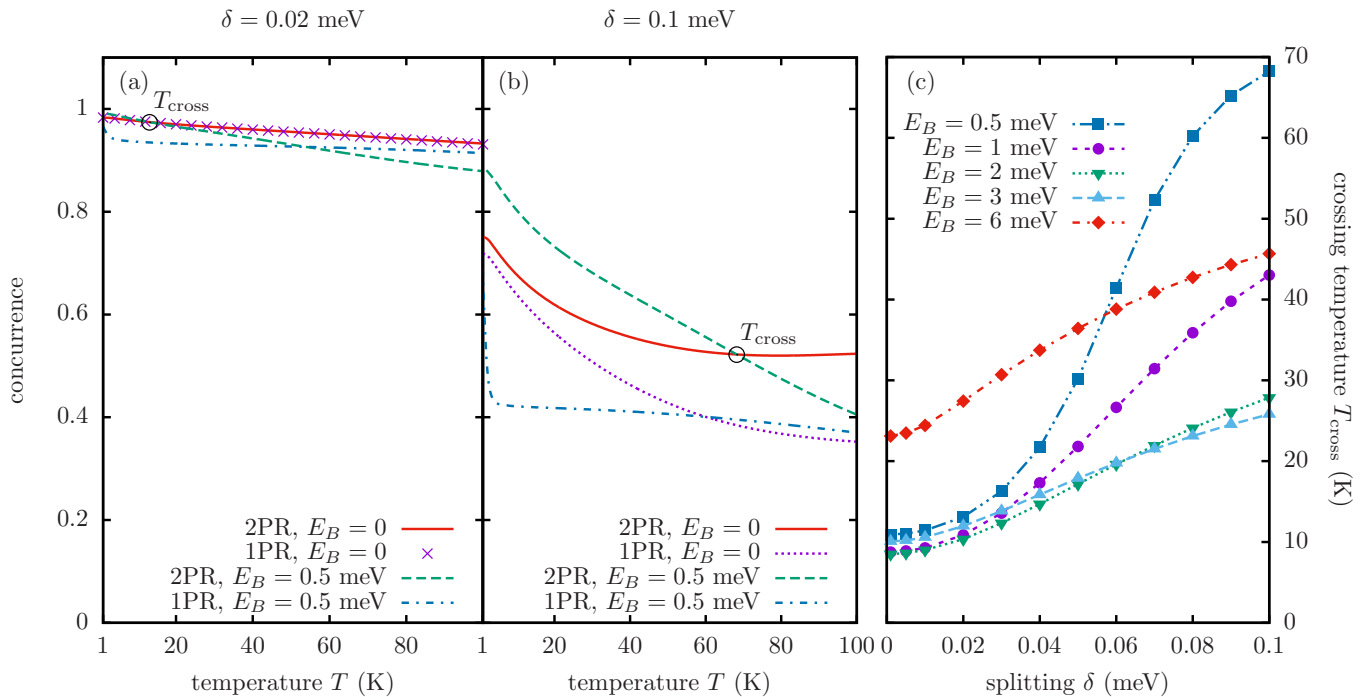 δ = 0.02 meV
δ = 0.1 meV
(a)
T_cross
concurrence
1
0.8
0.6
0.4
0.2
0
2PR, E_B = 0
1PR, E_B = 0
2PR, E_B = 0.5 meV
1PR, E_B = 0.5 meV
1
20
40
60
80
temperature T (K)
(b)
T_cross
2PR, E_B = 0
1PR, E_B = 0
2PR, E_B = 0.5 meV
1PR, E_B = 0.5 meV
1
20
40
60
80
100
temperature T (K)
(c)
E_B = 0.5 meV
E_B = 1 meV
E_B = 2 meV
E_B = 3 meV
E_B = 6 meV
0
0.02
0.04
0.06
0.08
0.1
splitting δ (meV)
70
60
50
40
30
20
10
0
crossing temperature T_cross (K)